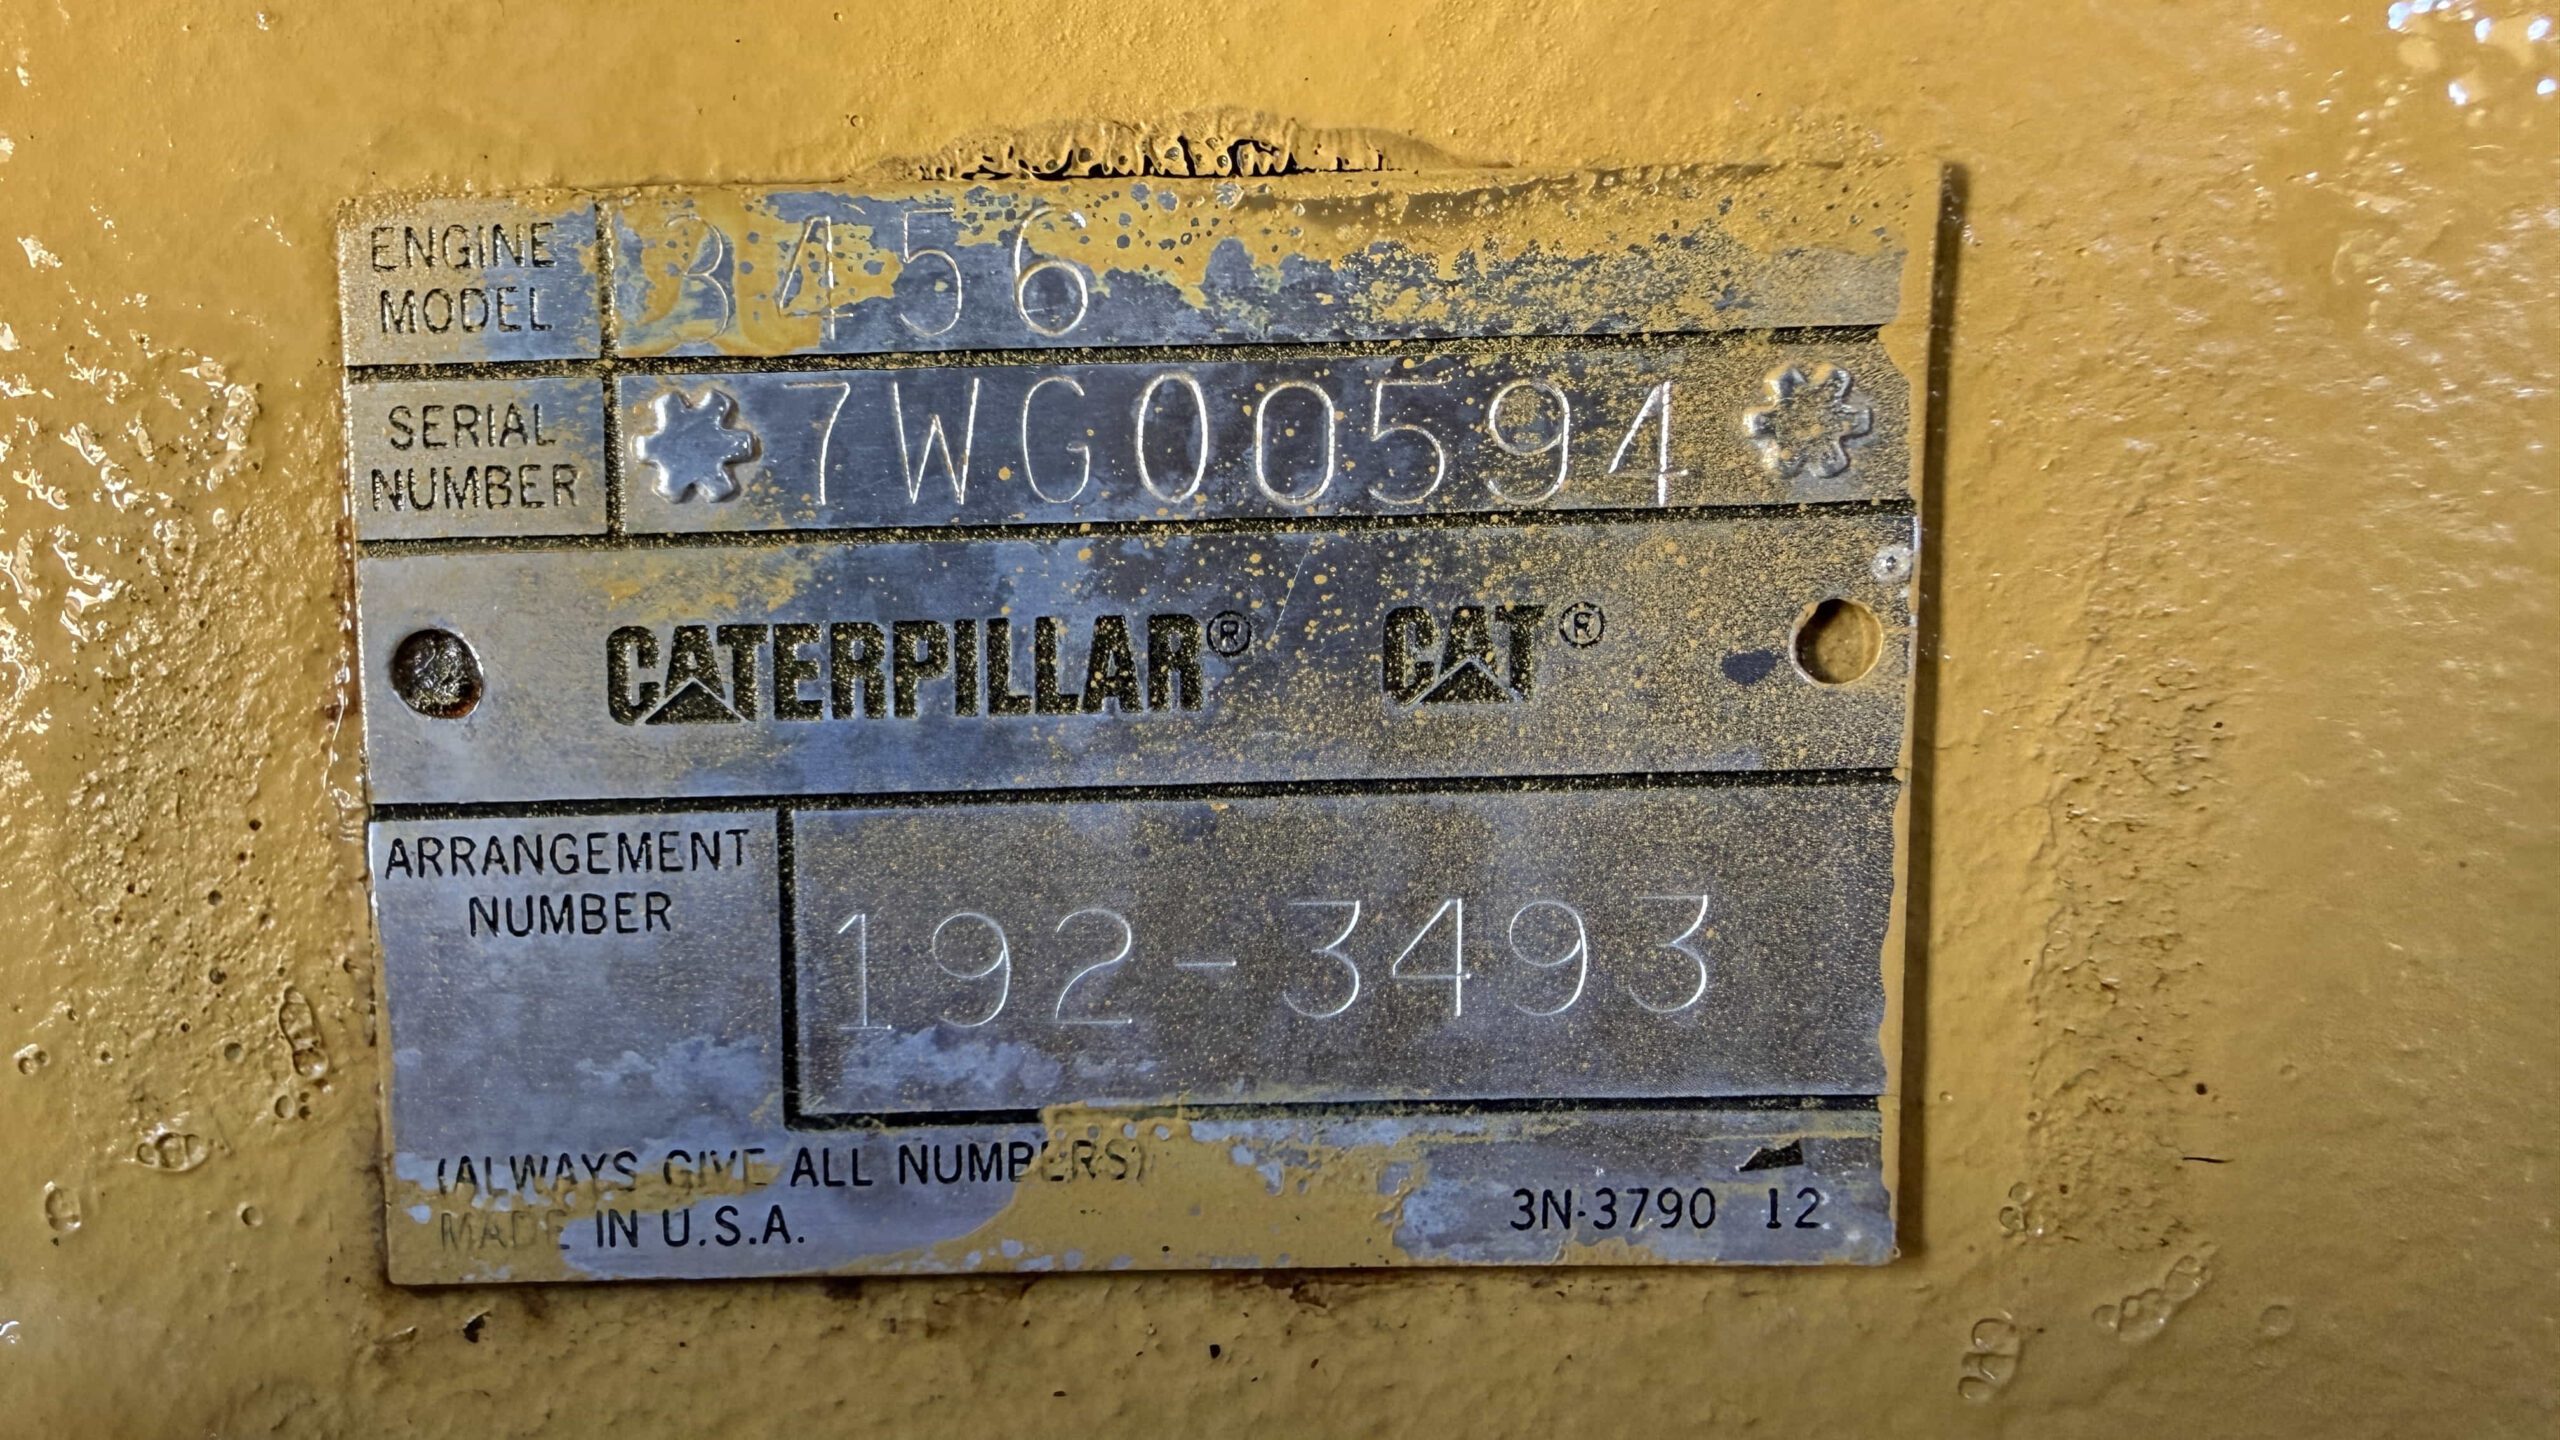 ENGINE MODEL 3456
SERIAL NUMBER *7WG00594*
CATERPILLAR® CAT®
ARRANGEMENT NUMBER 192-3493
(ALWAYS GIVE ALL NUMBERS)
MADE IN U.S.A.
3N-3790 12